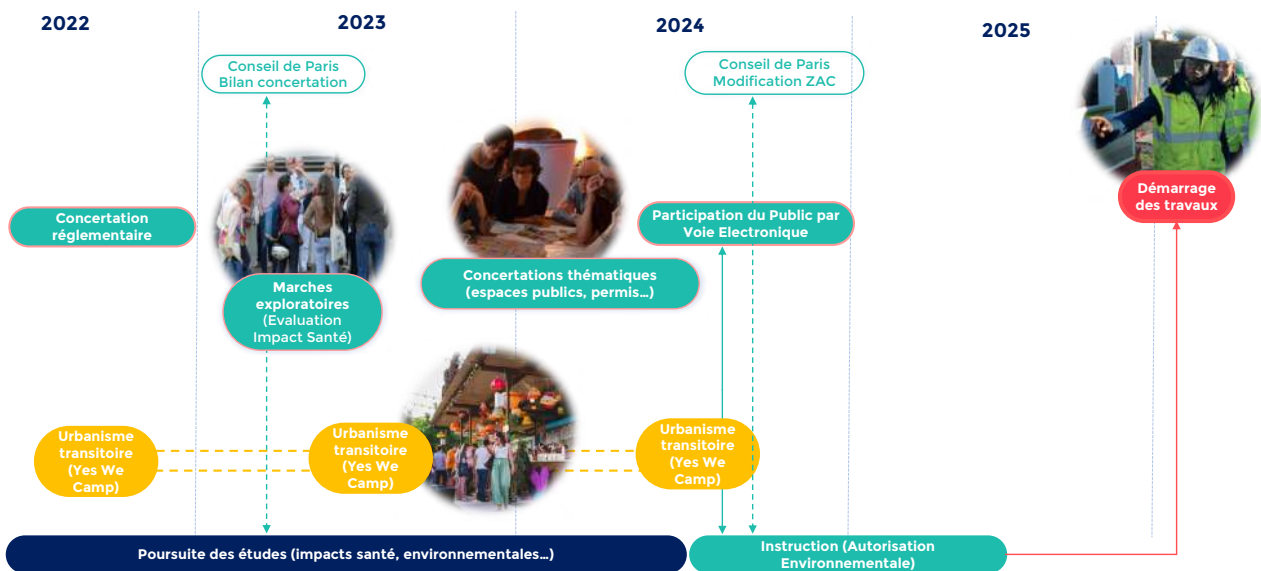 2022
2023
2024
2025
Conseil de Paris
Bilan concertation
Conseil de Paris
Modification ZAC
Concertation
réglementaire
Participation du Public par
Voie Electronique
Démarrage
des travaux
Concertations thématiques
(espaces publics, permis…)
Marches
exploratoires
(Evaluation
Impact Santé)
Urbanisme
transitoire
(Yes We
Camp)
Urbanisme
transitoire
(Yes We
Camp)
Urbanisme
transitoire
(Yes We
Camp)
Poursuite des études (impacts santé, environnementales…)
Instruction (Autorisation
Environnementale)